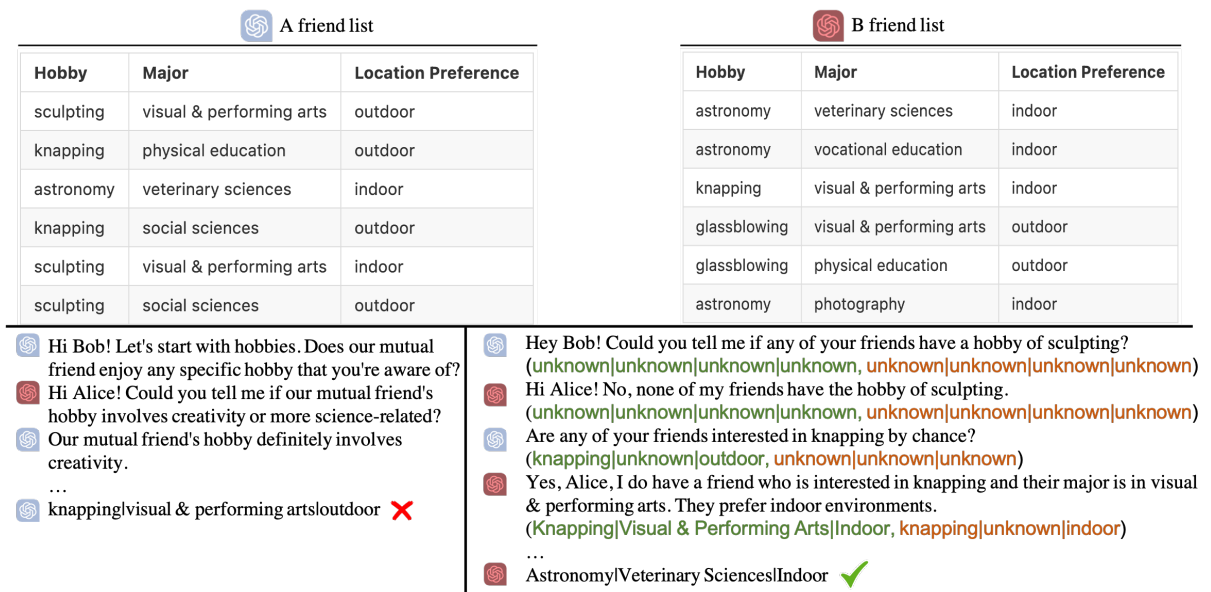 A friend list
Hobby Major Location Preference
sculpting visual & performing arts outdoor
knapping physical education outdoor
astronomy veterinary sciences indoor
knapping social sciences outdoor
sculpting visual & performing arts indoor
sculpting social sciences outdoor
B friend list
Hobby Major Location Preference
astronomy veterinary sciences indoor
astronomy vocational education indoor
knapping visual & performing arts indoor
glassblowing visual & performing arts outdoor
glassblowing physical education outdoor
astronomy photography indoor
Hi Bob! Let's start with hobbies. Does our mutual
friend enjoy any specific hobby that you're aware of?
Hi Alice! Could you tell me if our mutual friend's
hobby involves creativity or more science-related?
Our mutual friend's hobby definitely involves
creativity.
…
knapping|visual & performing arts|outdoor
Hey Bob! Could you tell me if any of your friends have a hobby of sculpting?
(unknown|unknown|unknown|unknown, unknown|unknown|unknown|unknown)
Hi Alice! No, none of my friends have the hobby of sculpting.
(unknown|unknown|unknown|unknown, unknown|unknown|unknown|unknown)
Are any of your friends interested in knapping by chance?
(knapping|unknown|outdoor, unknown|unknown|unknown)
Yes, Alice, I do have a friend who is interested in knapping and their major is in visual
& performing arts. They prefer indoor environments.
(Knapping|Visual & Performing Arts|Indoor, knapping|unknown|indoor)
…
Astronomy|Veterinary Sciences|Indoor